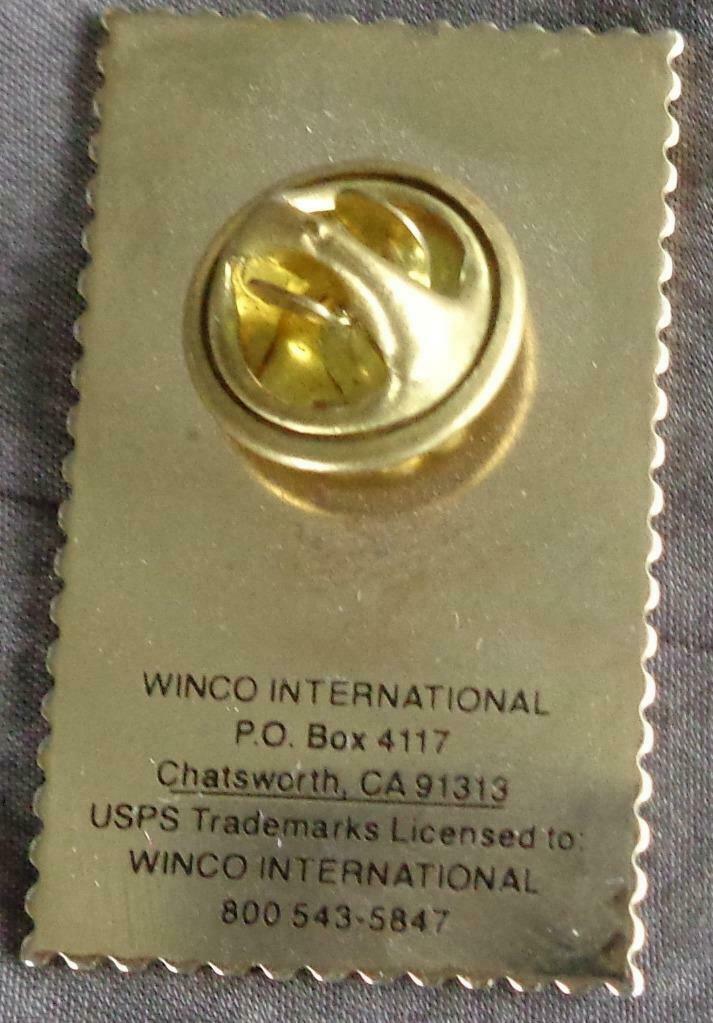 WINCO INTERNATIONAL
P.O. Box 4117
Chatsworth, CA 91313
USPS Trademarks Licensed to:
WINCO INTERNATIONAL
800 543-5847